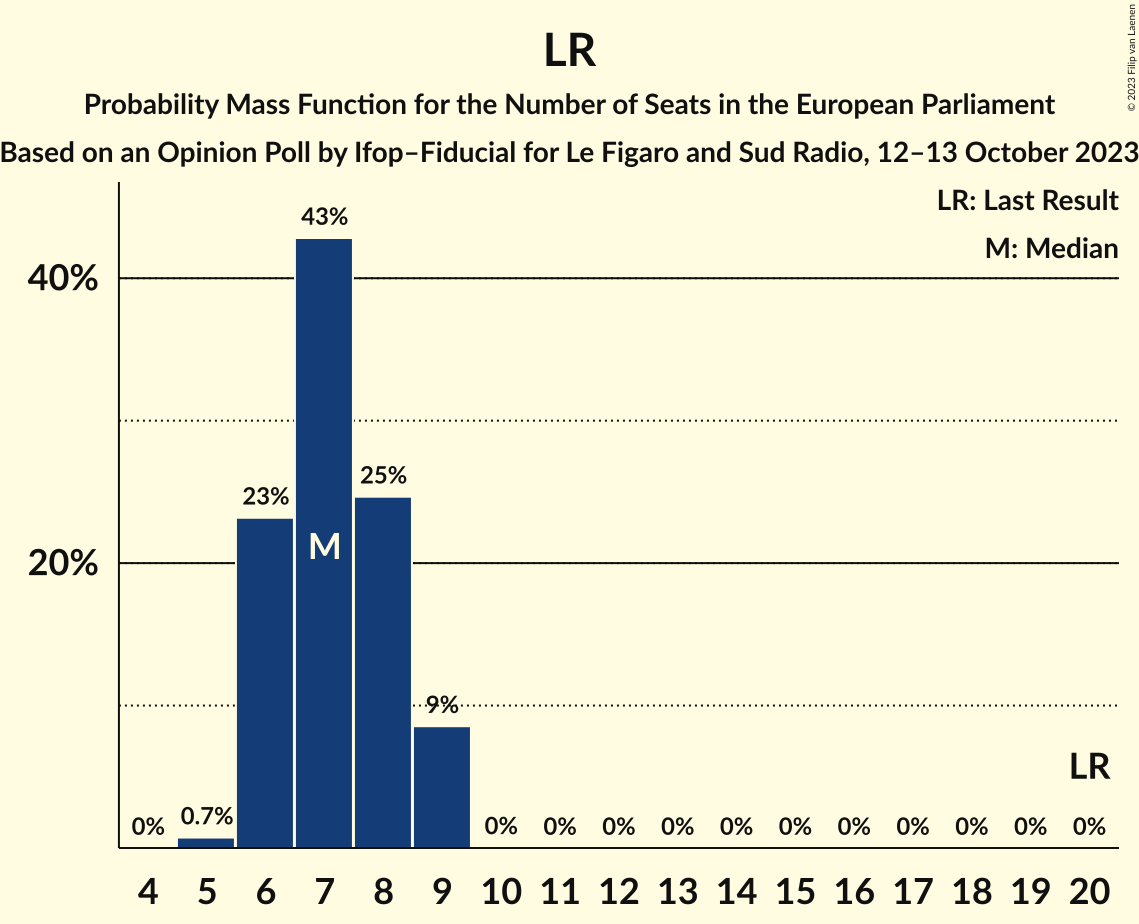 LR
Probability Mass Function for the Number of Seats in the European Parliament
Based on an Opinion Poll by Ifop–Fiducial for Le Figaro and Sud Radio, 12–13 October 2023
© 2023 Filip van Laenen
LR: Last Result
M: Median
43%
40%
25%
23%
M
20%
9%
LR
0% 0.7% 0% 0% 0% 0% 0% 0% 0% 0% 0% 0% 0%
4 5 6 7 8 9 10 11 12 13 14 15 16 17 18 19 20